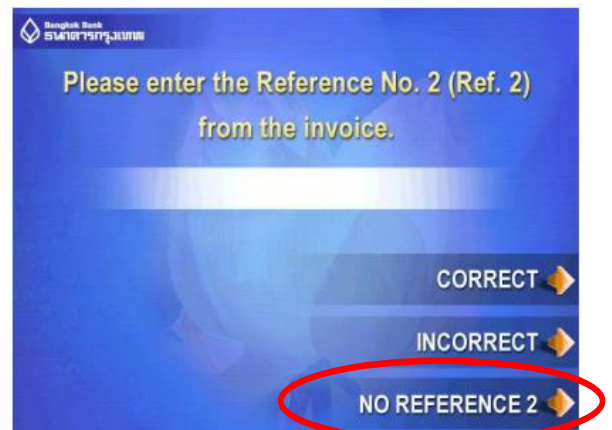 Bangkok Bank
ธนาคารกรุงเทพ
Please enter the Reference No. 2 (Ref. 2)
from the invoice.
CORRECT
INCORRECT
NO REFERENCE 2